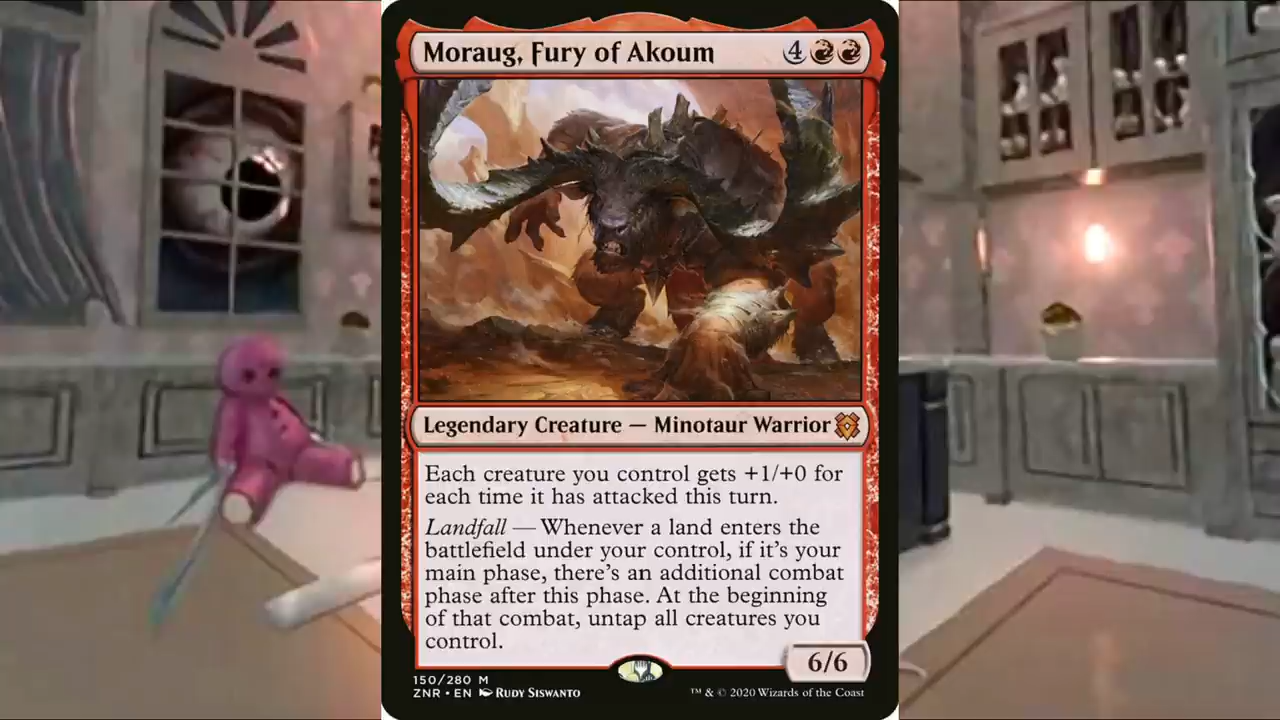 Moraug, Fury of Akoum 4
Legendary Creature — Minotaur Warrior
Each creature you control gets +1/+0 for
each time it has attacked this turn.
Landfall — Whenever a land enters the
battlefield under your control, if it's your
main phase, there's an additional combat
phase after this phase. At the beginning
of that combat, untap all creatures you
control.
6/6
150/280 M
ZNR • EN Rudy Siswanto
™ & © 2020 Wizards of the Coast